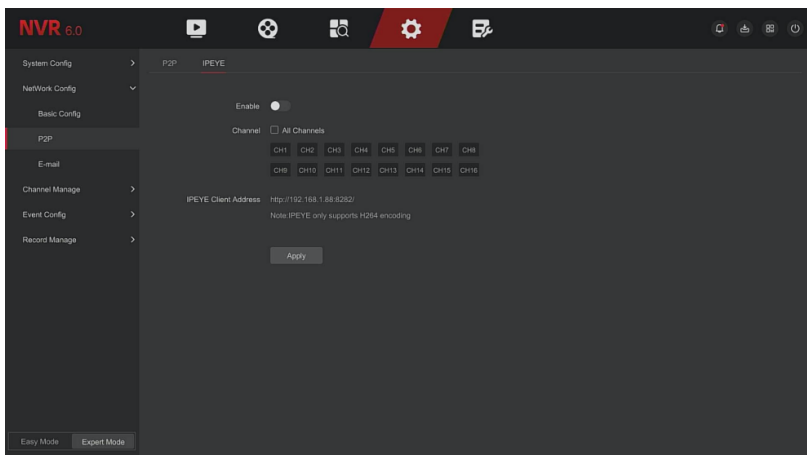 NVR 6.0
System Config
NetWork Config
Basic Config
P2P
E-mail
Channel Manage
Event Config
Record Manage
Easy Mode Expert Mode
P2P IPEYE
Enable
Channel All Channels
CH1 CH2 CH3 CH4 CH5 CH6 CH7 CH8
CH9 CH10 CH11 CH12 CH13 CH14 CH15 CH16
IPEYE Client Address http://192.168.1.88:8282/
Note:IPEYE only supports H264 encoding
Apply